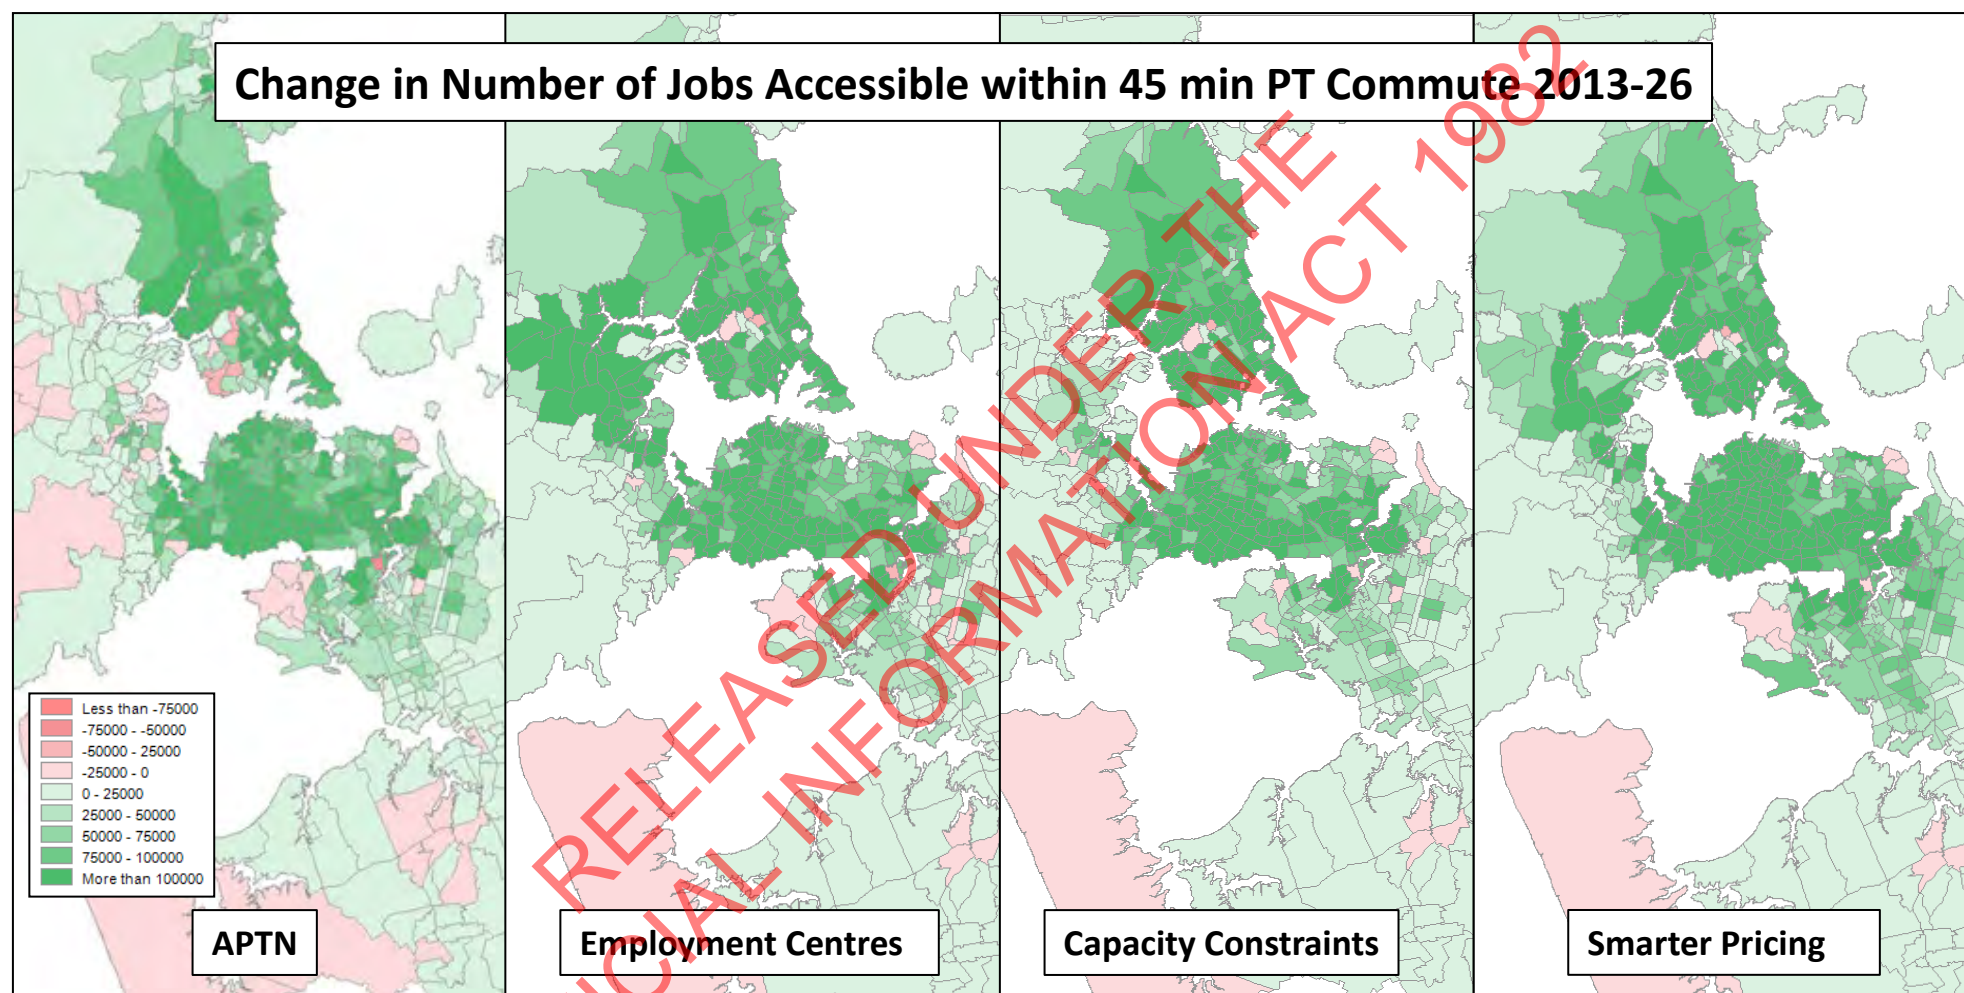 Change in Number of Jobs Accessible within 45 min PT Commute 2013-26
RELEASED UNDER THE
CIAL INFORMATION ACT 1982
Less than -75000
-75000 - -50000
-50000 - 25000
-25000 - 0
0 - 25000
25000 - 50000
50000 - 75000
75000 - 100000
More than 100000
APTN
Employment Centres
Capacity Constraints
Smarter Pricing